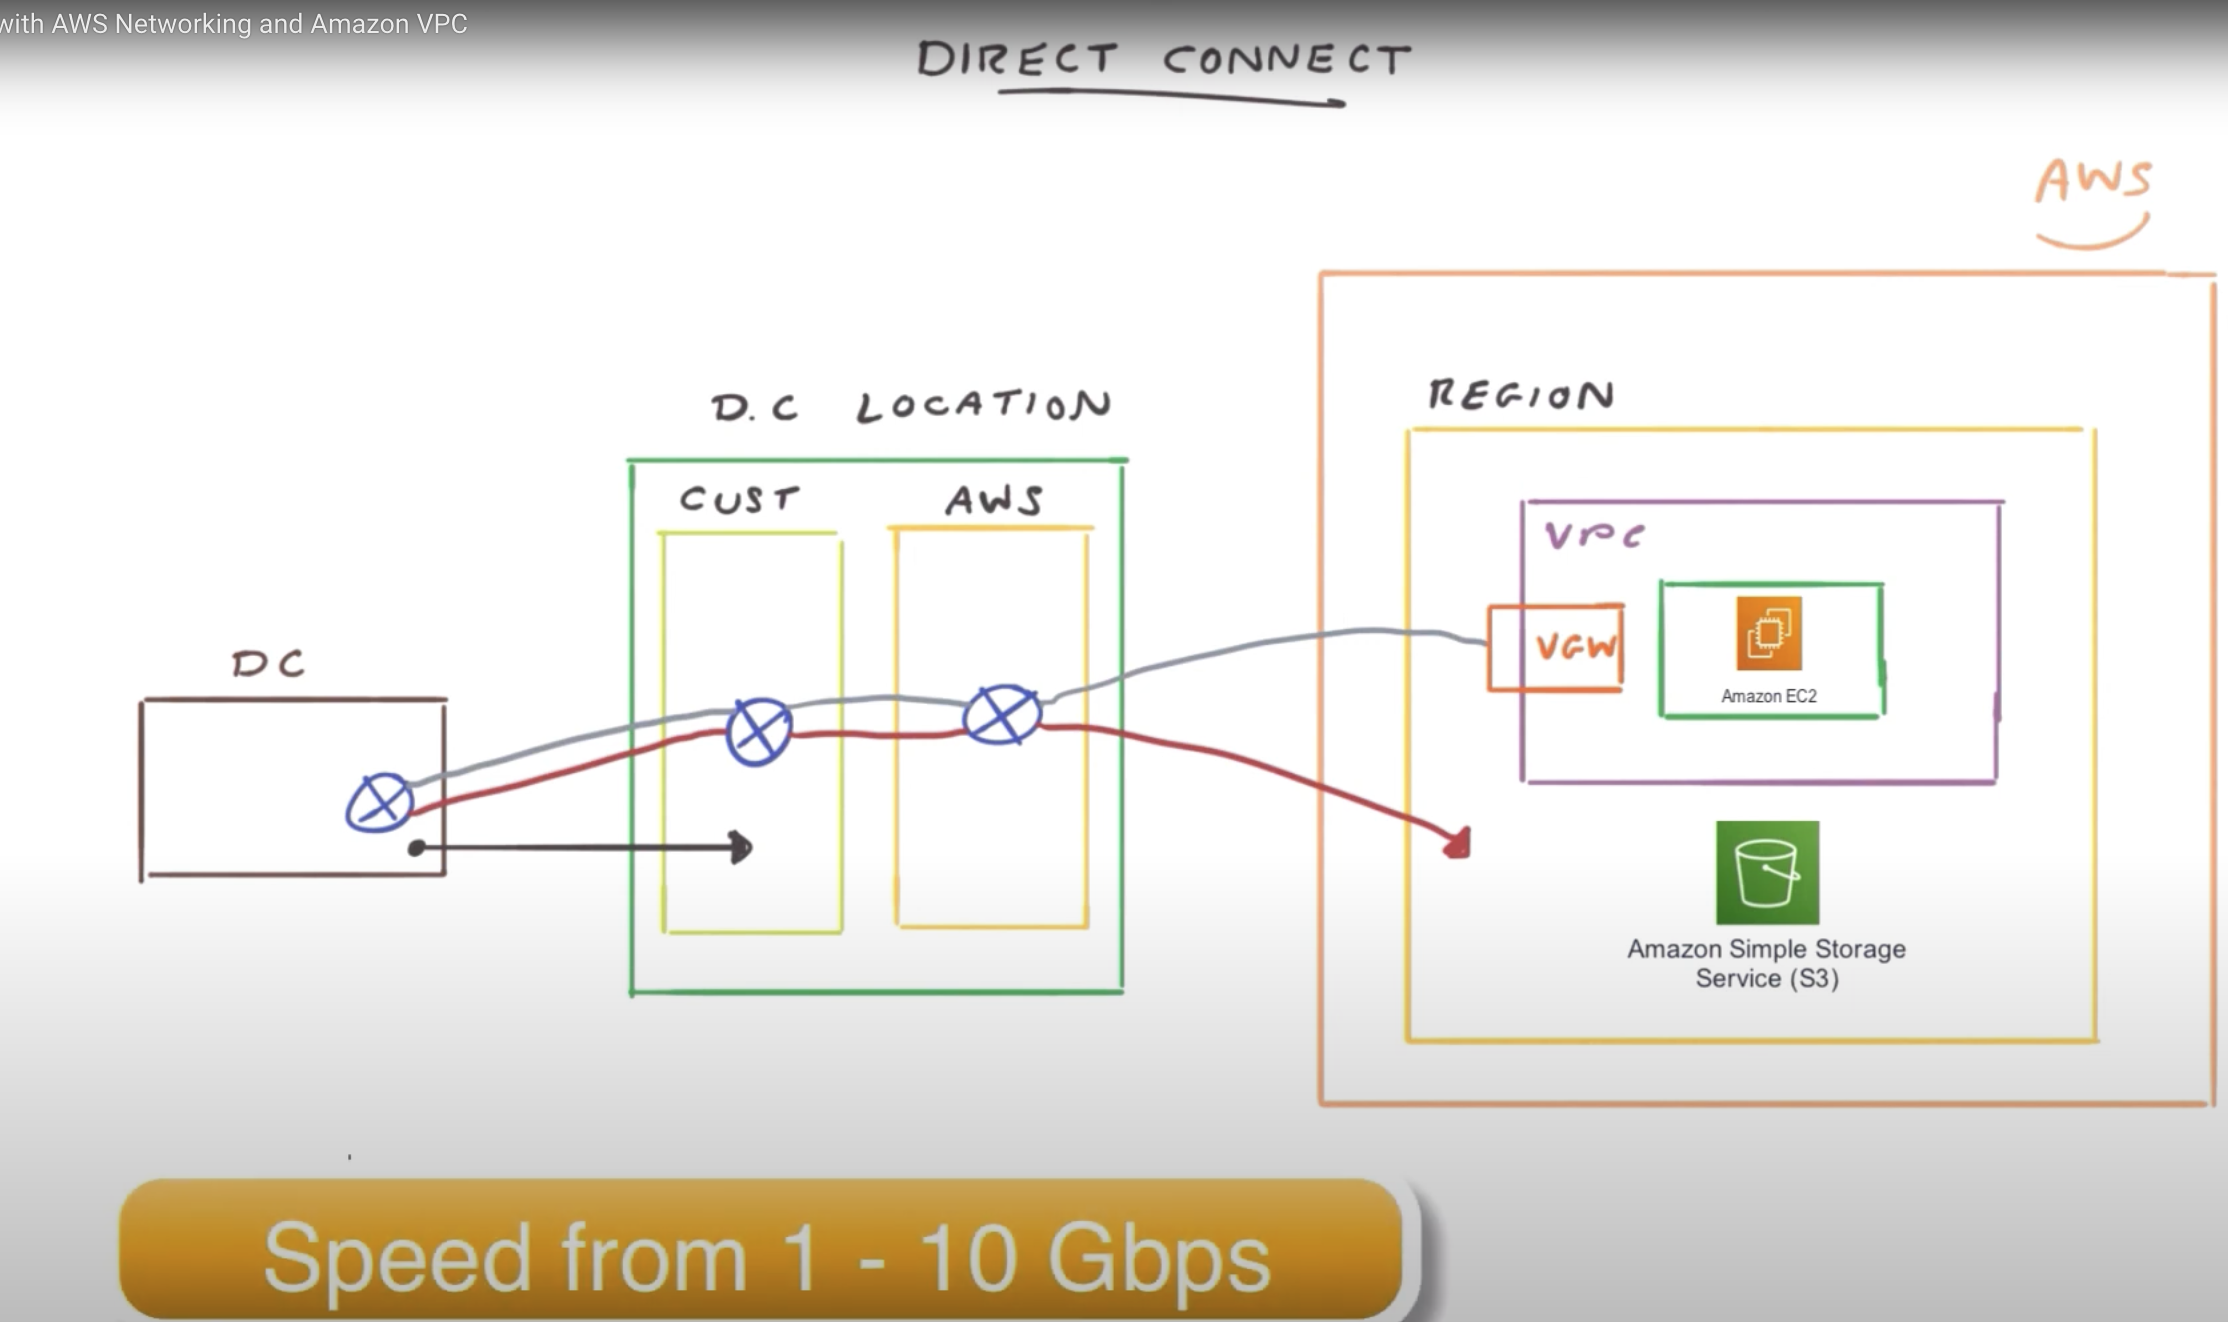 with AWS Networking and Amazon VPC
DIRECT CONNECT
AWS
D.C LOCATION
REGION
CUST
AWS
VPC
VGW
Amazon EC2
DC
Amazon Simple Storage
Service (S3)
Speed from 1 - 10 Gbps